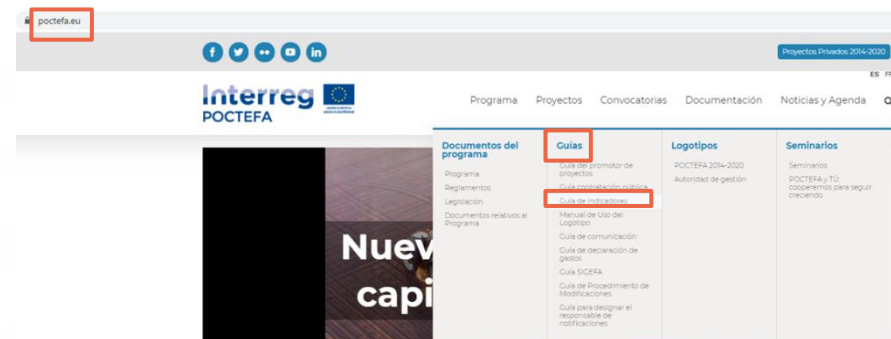 poctefa.eu
Proyectos Privados 2014-2020
ES FR
Interreg
POCTEFA
Programa Proyectos Convocatorias Documentación Noticias y Agenda
Documentos del
programa
Programa
Reglamentos
Legislación
Documentos relativos al
Programa
Guías
Guía del promotor de
proyectos
Guía contratación pública
Guía de indicadores
Manual de Uso del
Logotipo
Guía de comunicación
Guía de declaración de
gastos
Guía SIGEFA
Guía de Procedimiento de
Modificaciones
Guía para designar el
responsable de
notificaciones
Logotipos
POCTEFA 2014-2020
Autoridad de gestión
Seminarios
Seminarios
POCTEFA y TÚ:
cooperemos para seguir
creciendo
Nuev
capi